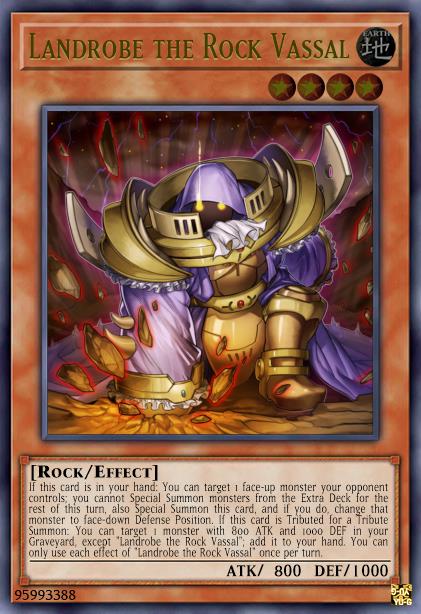 LANDROBE THE ROCK VASSAL
EARTH
地
[ROCK/EFFECT]
If this card is in your hand: You can target 1 face-up monster your opponent
controls; you cannot Special Summon monsters from the Extra Deck for the
rest of this turn, also Special Summon this card, and if you do, change that
monster to face-down Defense Position. If this card is Tributed for a Tribute
Summon: You can target 1 monster with 800 ATK and 1000 DEF in your
Graveyard, except "Landrobe the Rock Vassal"; add it to your hand. You can
only use each effect of "Landrobe the Rock Vassal" once per turn.
ATK/ 800 DEF/1000
95993388